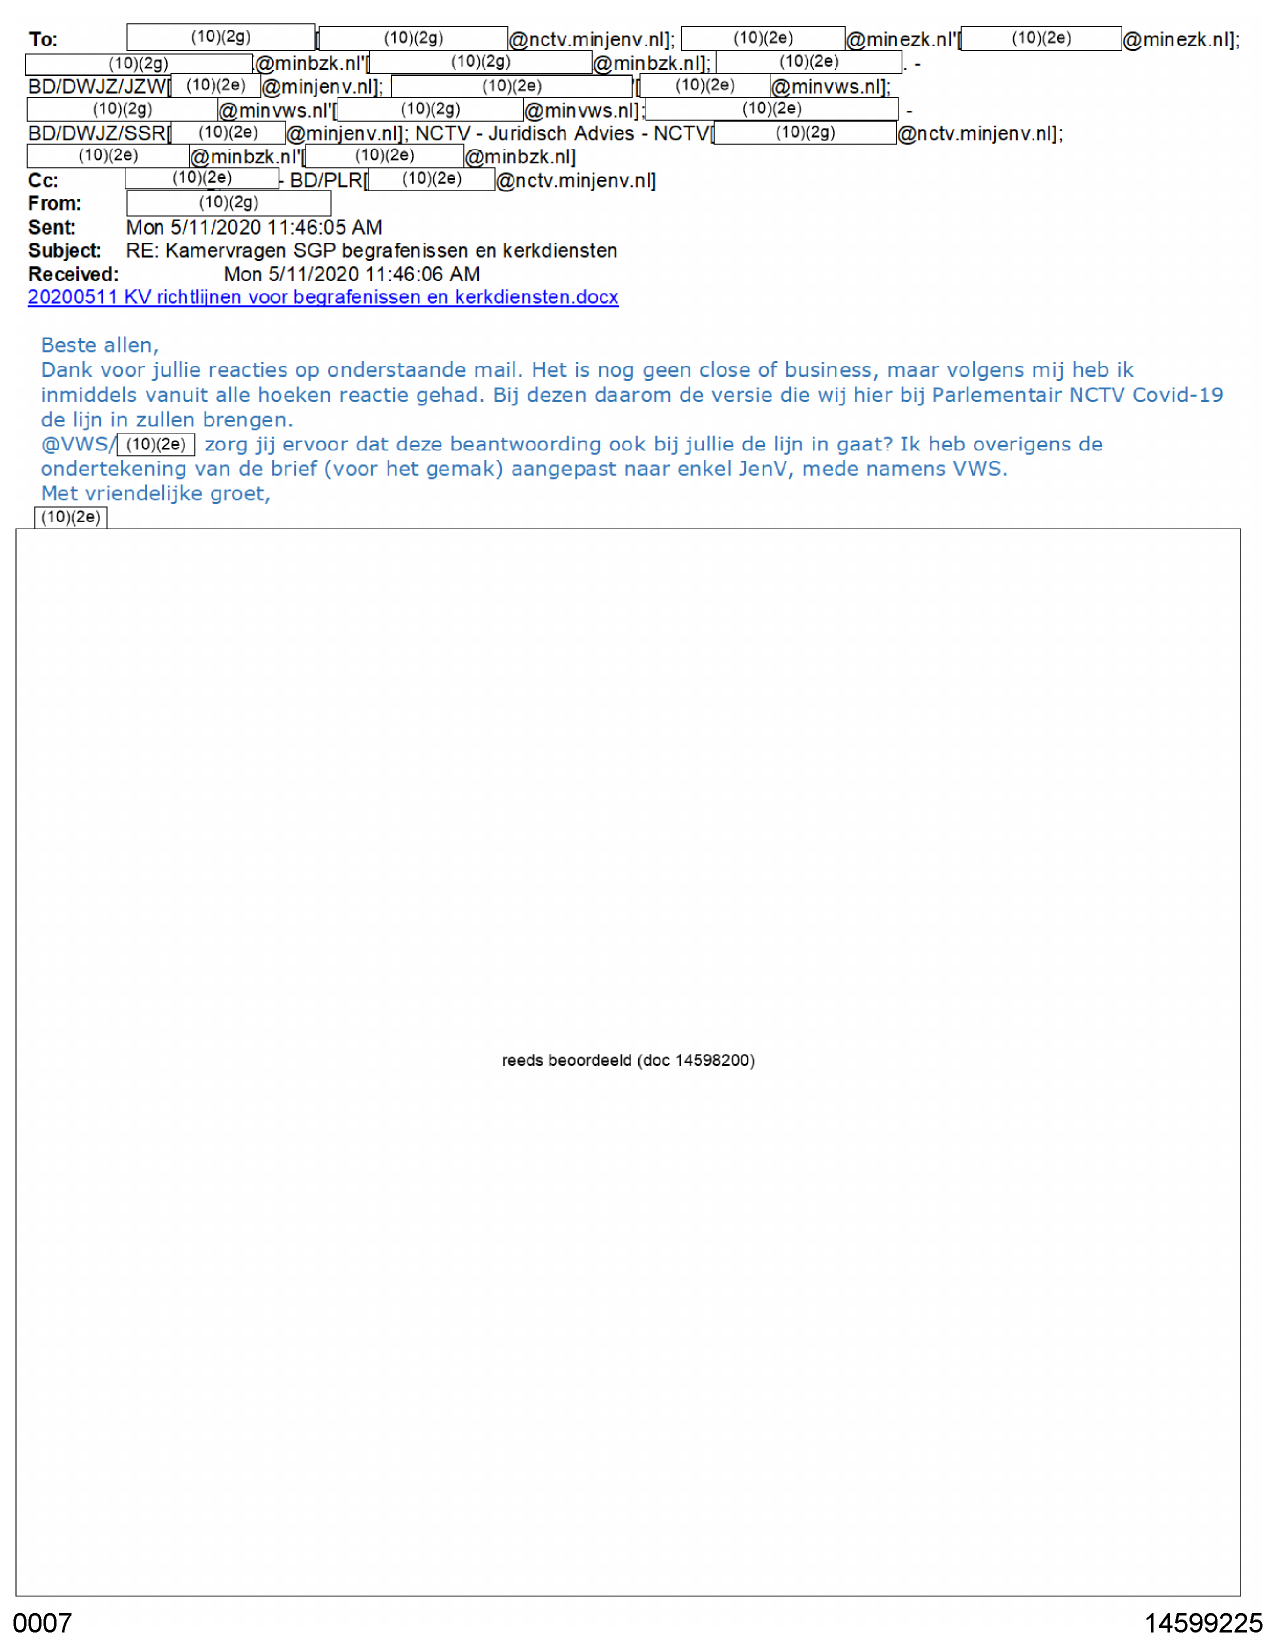 To: (10)(2g) [ (10)(2g) @nctv.minjenv.nl]; (10)(2e) @minezk.nl'[ (10)(2e) @minezk.nl];
(10)(2g) @minbzk.nl'[ (10)(2g) @minbzk.nl]; (10)(2e) . -
BD/DWJZ/JZW[ (10)(2e) @minjenv.nl]; (10)(2e) '[ (10)(2e) @minvws.nl];
(10)(2g) @minvws.nl'[ (10)(2g) @minvws.nl]; (10)(2e) -
BD/DWJZ/SSR[ (10)(2e) @minjenv.nl]; NCTV - Juridisch Advies - NCTV[ (10)(2g) @nctv.minjenv.nl];
(10)(2e) @minbzk.nl'[ (10)(2e) @minbzk.nl]
Cc: (10)(2e) - BD/PLR[ (10)(2e) @nctv.minjenv.nl]
From: (10)(2g)
Sent: Mon 5/11/2020 11:46:05 AM
Subject: RE: Kamervragen SGP begrafenissen en kerkdiensten
Received: Mon 5/11/2020 11:46:06 AM
20200511 KV richtlijnen voor begrafenissen en kerkdiensten.docx
Beste allen,
Dank voor jullie reacties op onderstaande mail. Het is nog geen close of business, maar volgens mij heb ik
inmiddels vanuit alle hoeken reactie gehad. Bij dezen daarom de versie die wij hier bij Parlementair NCTV Covid-19
de lijn in zullen brengen.
@VWS/ (10)(2e) zorg jij ervoor dat deze beantwoording ook bij jullie de lijn in gaat? Ik heb overigens de
ondertekening van de brief (voor het gemak) aangepast naar enkel JenV, mede namens VWS.
Met vriendelijke groet,
(10)(2e)
reeds beoordeeld (doc 14598200)
0007 14599225